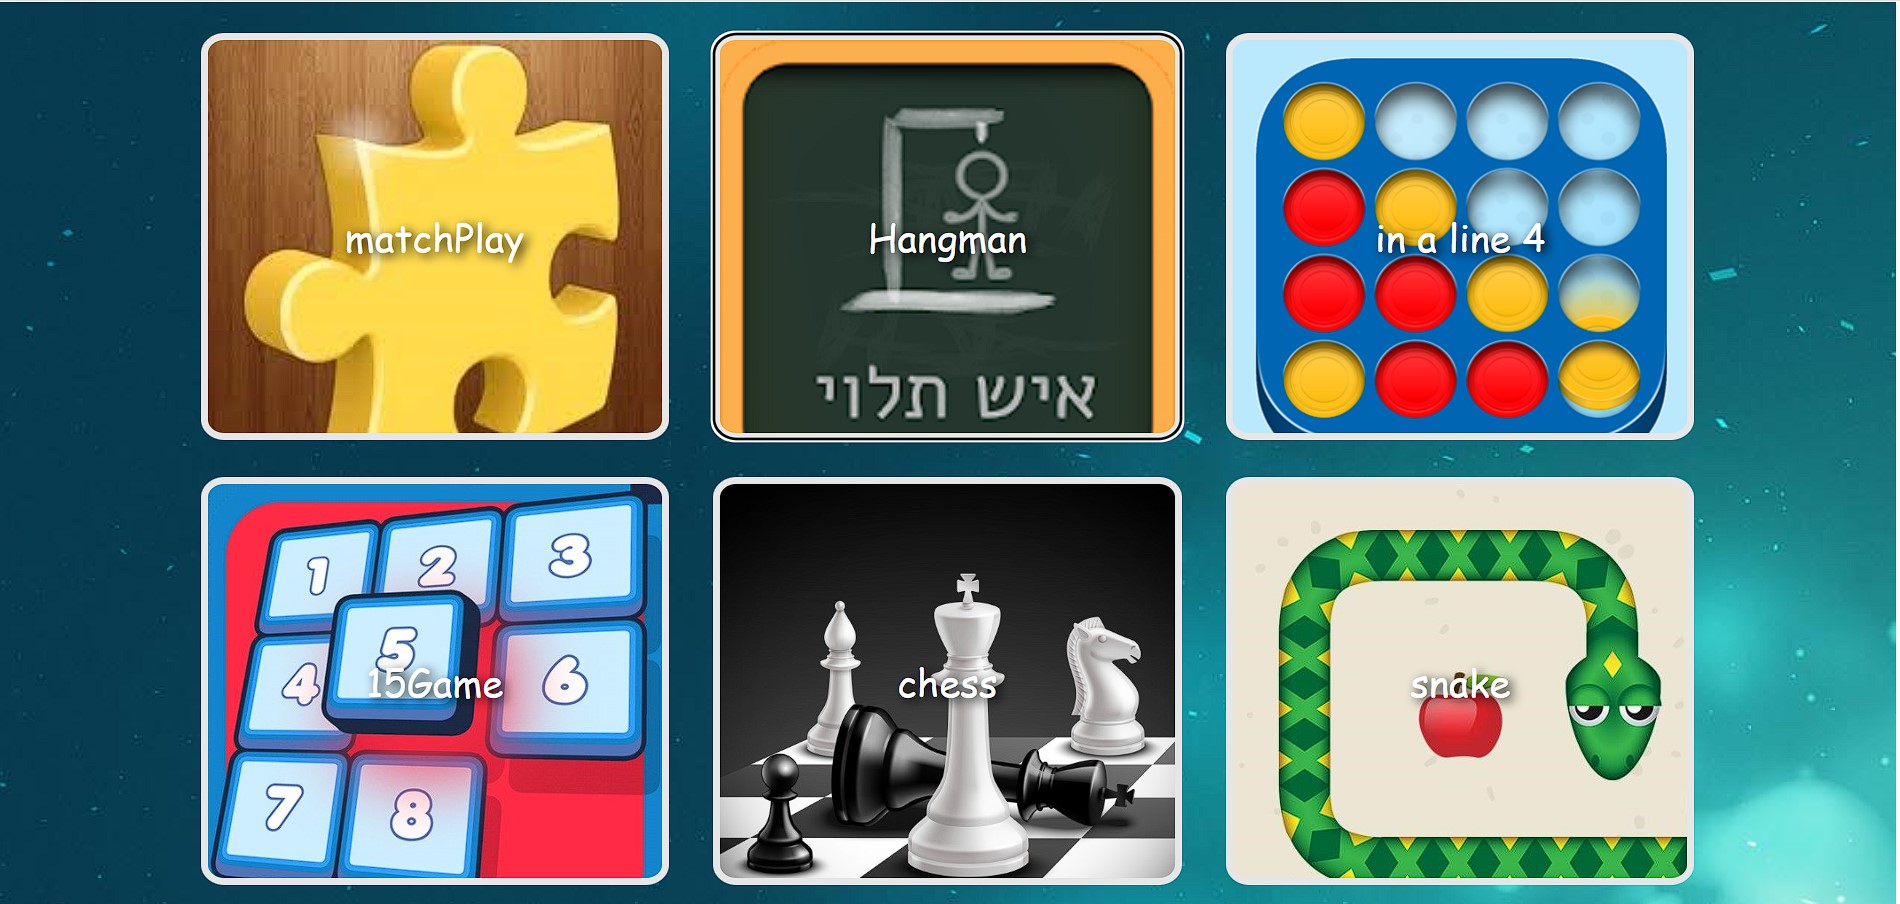 matchPlay
Hangman
איש תלוי
in a line 4
1
2
3
4
5
6
15Game
7
8
chess
snake